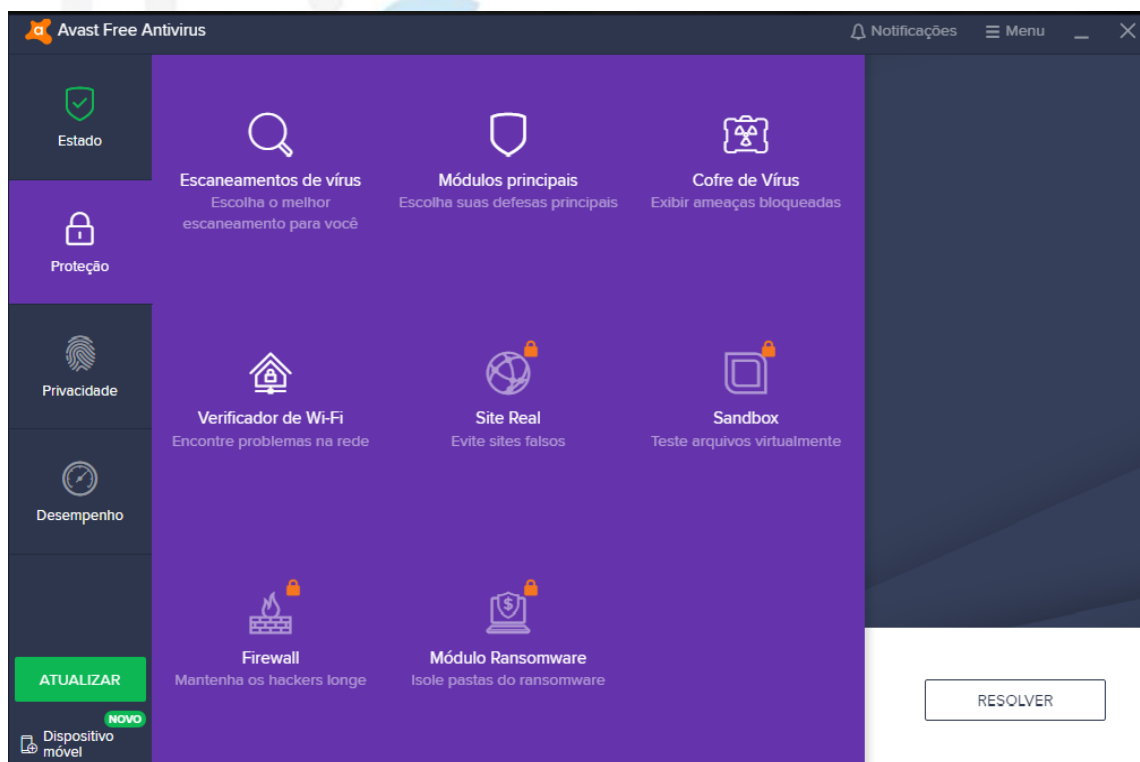 Avast Free Antivirus
Notificações
Menu
Estado
Proteção
Privacidade
Desempenho
ATUALIZAR
NOVO
Dispositivo
móvel
Escaneamentos de vírus
Escolha o melhor
escaneamento para você
Módulos principais
Escolha suas defesas principais
Cofre de Vírus
Exibir ameaças bloqueadas
Verificador de Wi-Fi
Encontre problemas na rede
Site Real
Evite sites falsos
Sandbox
Teste arquivos virtualmente
Firewall
Mantenha os hackers longe
Módulo Ransomware
Isole pastas do ransomware
RESOLVER